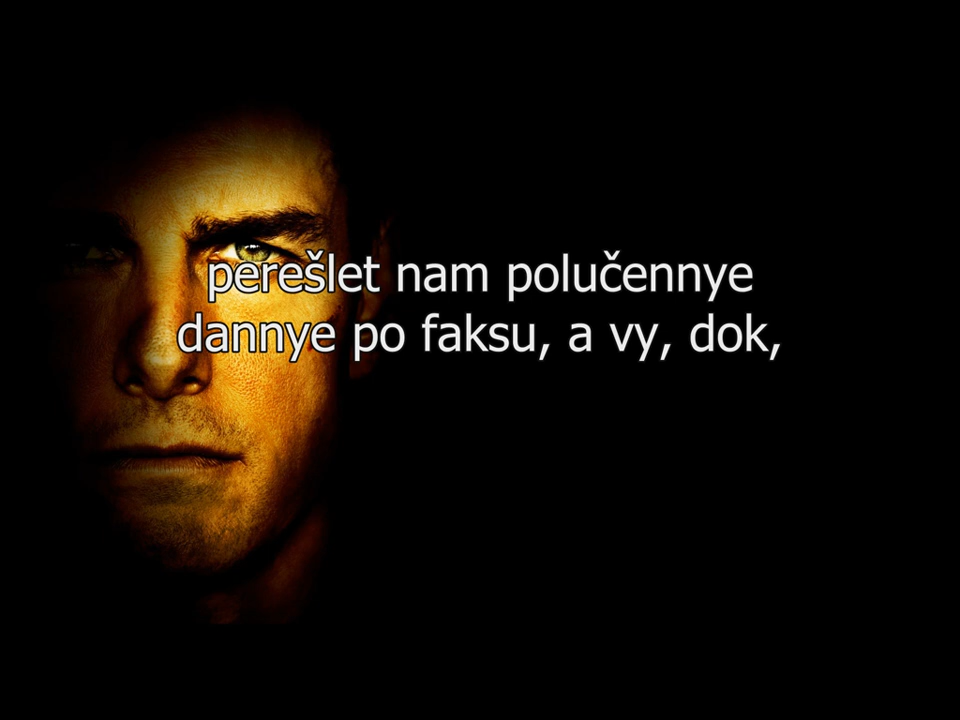 perešlet nam polučennye
dannye po faksu, a vy, dok,